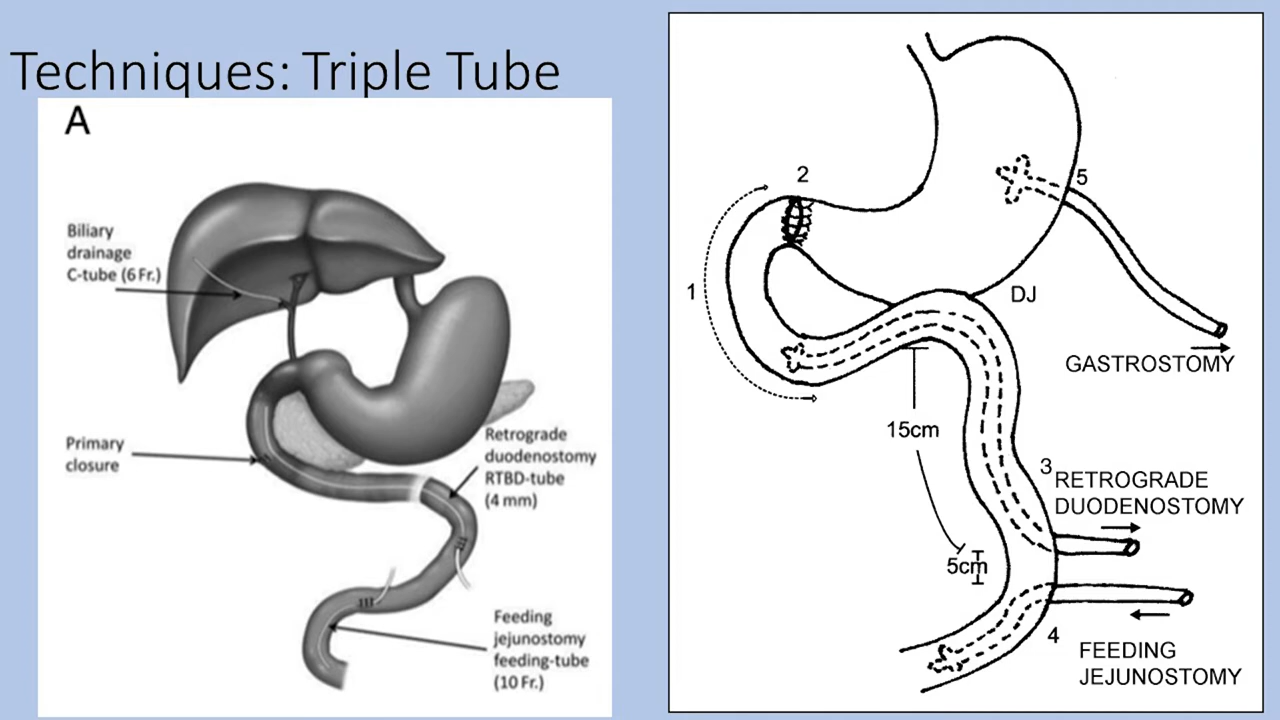 Techniques: Triple Tube
A
Biliary
drainage
C-tube (6 Fr.)
Primary
closure
Retrograde
duodenostomy
RTBD-tube
(4 mm)
Feeding
jejunostomy
feeding-tube
(10 Fr.)
2
5
1
DJ
GASTROSTOMY
15cm
3
RETROGRADE
DUODENOSTOMY
5cm
4
FEEDING
JEJUNOSTOMY